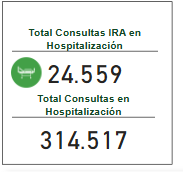 Total Consultas IRA en
Hospitalización
24.559
Total Consultas en
Hospitalización
314.517